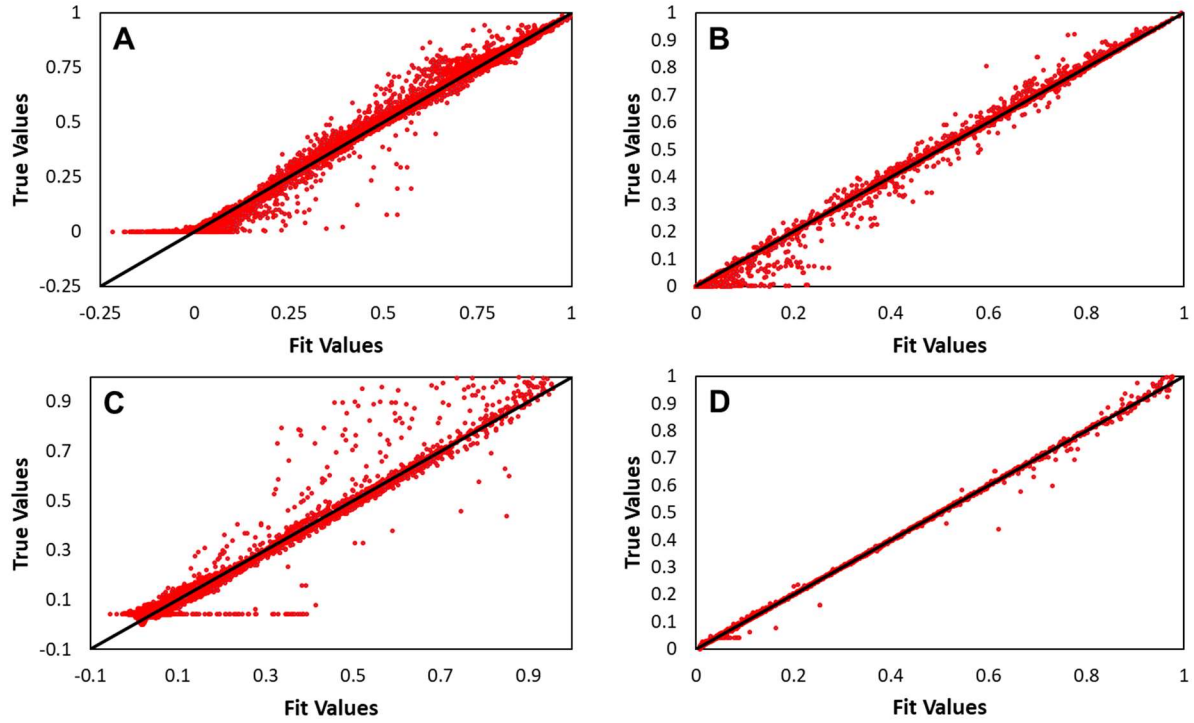 A
1
0.75
0.5
0.25
0
-0.25
True Values
-0.25 0 0.25 0.5 0.75 1
Fit Values
B
1
0.9
0.8
0.7
0.6
0.5
0.4
0.3
0.2
0.1
0
True Values
0 0.2 0.4 0.6 0.8 1
Fit Values
C
0.9
0.7
0.5
0.3
0.1
-0.1
True Values
-0.1 0.1 0.3 0.5 0.7 0.9
Fit Values
D
1
0.9
0.8
0.7
0.6
0.5
0.4
0.3
0.2
0.1
0
True Values
0 0.2 0.4 0.6 0.8 1
Fit Values